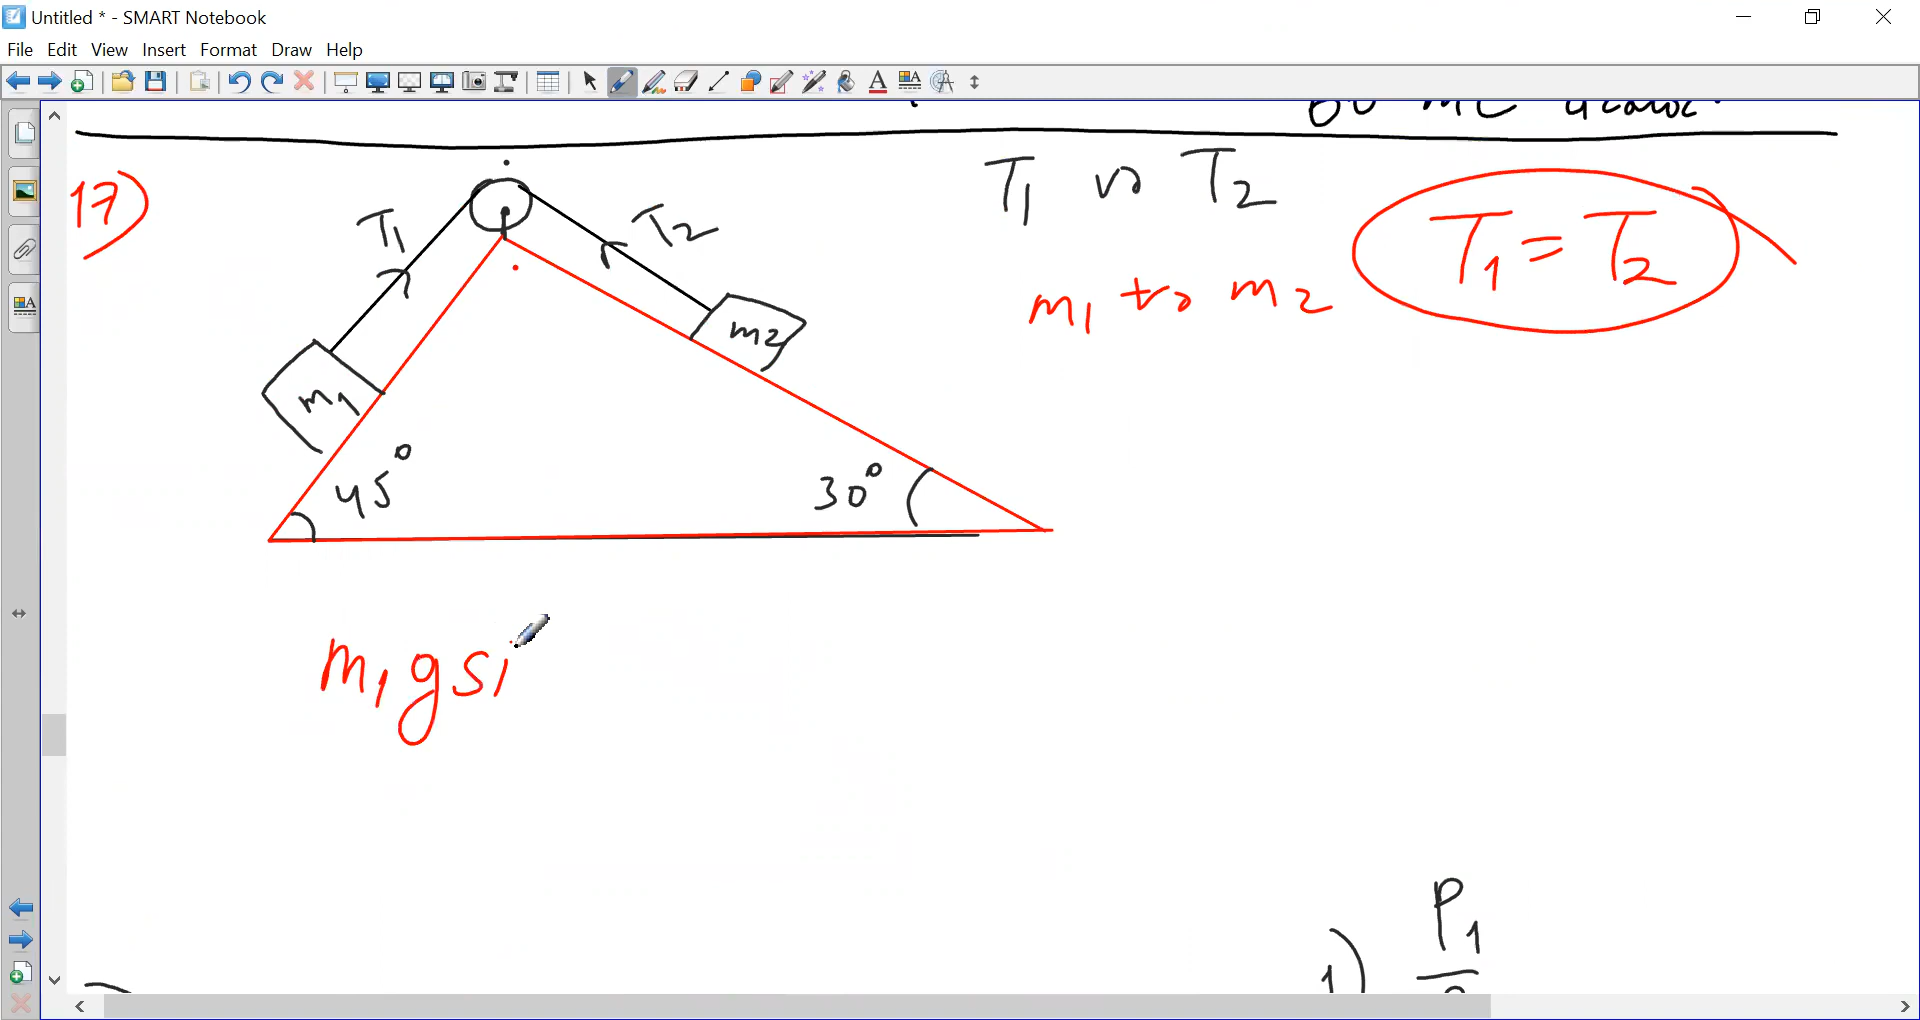 Untitled * - SMART Notebook
File Edit View Insert Format Draw Help
17)
T1 vs T2
T1 = T2
m1 to m2
T1
T2
m1
m2
45°
30°
m1gsi
1) P1